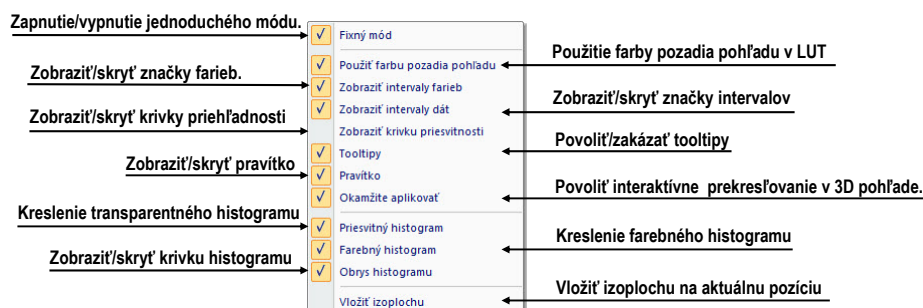 Zapnutie/vypnutie jednoduchého módu.
Fixný mód
Použiť farbu pozadia pohľadu
Použitie farby pozadia pohľadu v LUT
Zobraziť/skryť značky farieb.
Zobraziť intervaly farieb
Zobraziť intervaly dát
Zobraziť/skryť značky intervalov
Zobraziť/skryť krivky priehľadnosti
Zobraziť krivku priesvitnosti
Tooltipy
Povoliť/zakázať tooltipy
Zobraziť/skryť pravítko
Pravítko
Okamžite aplikovať
Povoliť interaktívne prekresľovanie v 3D pohľade.
Kreslenie transparentného histogramu
Priesvitný histogram
Farebný histogram
Kreslenie farebného histogramu
Zobraziť/skryť krivku histogramu
Obrys histogramu
Vložiť izoplochu
Vložiť izoplochu na aktuálnu pozíciu